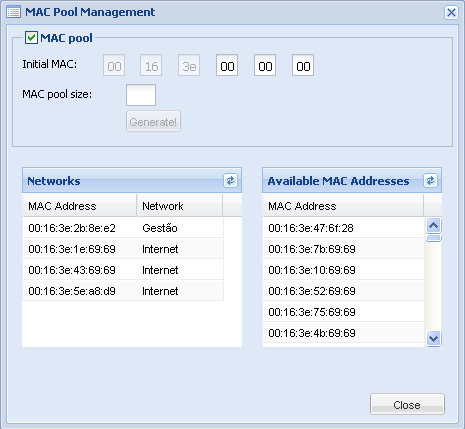 MAC Pool Management
MAC pool
Initial MAC: 00 16 3e 00 00 00
MAC pool size:
Generate!
Networks
MAC Address Network
00:16:3e:2b:8e:e2 Gestão
00:16:3e:1e:69:69 Internet
00:16:3e:43:69:69 Internet
00:16:3e:5e:a8:d9 Internet
Available MAC Addresses
MAC Address
00:16:3e:47:6f:28
00:16:3e:7b:69:69
00:16:3e:10:69:69
00:16:3e:52:69:69
00:16:3e:75:69:69
00:16:3e:4b:69:69
Close